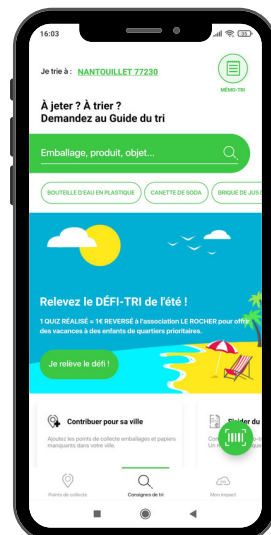 16:03
35
Je trie à : NANTOUILLET 77230
MÉMO-TRI
À jeter ? À trier ?
Demandez au Guide du tri
Emballage, produit, objet...
BOUTEILLE D'EAU EN PLASTIQUE
CANETTE DE SODA
BRIQUE DE JUS
Relevez le DÉFI-TRI de l'été !
1 QUIZ RÉALISÉ = 1€ REVERSÉ à l'association LE ROCHER pour offrir
des vacances à des enfants de quartiers prioritaires.
Je relève le défi !
Contribuer pour sa ville
Ajoutez les points de collecte emballages et papiers
manquants dans votre ville.
du
Un
Points de collecte
Consignes de tri
Mon impact